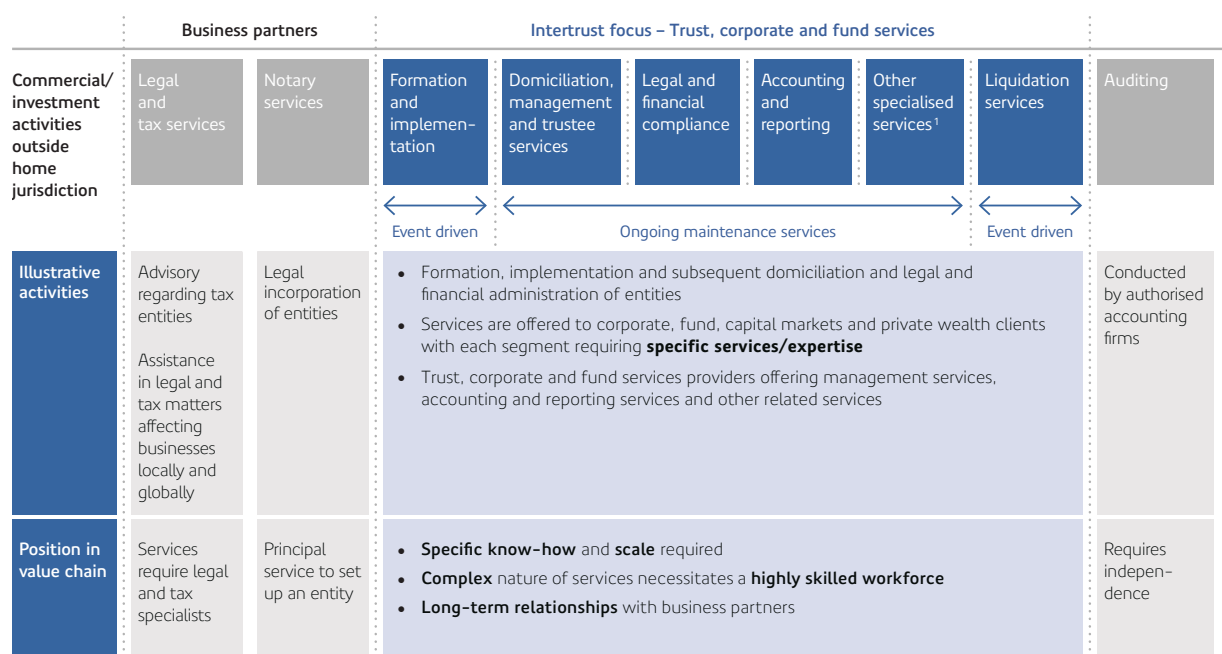 Business partners
Intertrust focus – Trust, corporate and fund services
Commercial/
investment
activities
outside
home
jurisdiction
Legal
and
tax services
Notary
services
Formation
and
implemen-
tation
Domiciliation,
management
and trustee
services
Legal and
financial
compliance
Accounting
and
reporting
Other
specialised
services1
Liquidation
services
Auditing
Event driven
Ongoing maintenance services
Event driven
Illustrative
activities
Advisory
regarding tax
entities
Assistance
in legal and
tax matters
affecting
businesses
locally and
globally
Legal
incorporation
of entities
• Formation, implementation and subsequent domiciliation and legal and
financial administration of entities
• Services are offered to corporate, fund, capital markets and private wealth clients
with each segment requiring specific services/expertise
• Trust, corporate and fund services providers offering management services,
accounting and reporting services and other related services
Conducted
by authorised
accounting
firms
Position in
value chain
Services
require legal
and tax
specialists
Principal
service to set
up an entity
• Specific know-how and scale required
• Complex nature of services necessitates a highly skilled workforce
• Long-term relationships with business partners
Requires
indepen-
dence